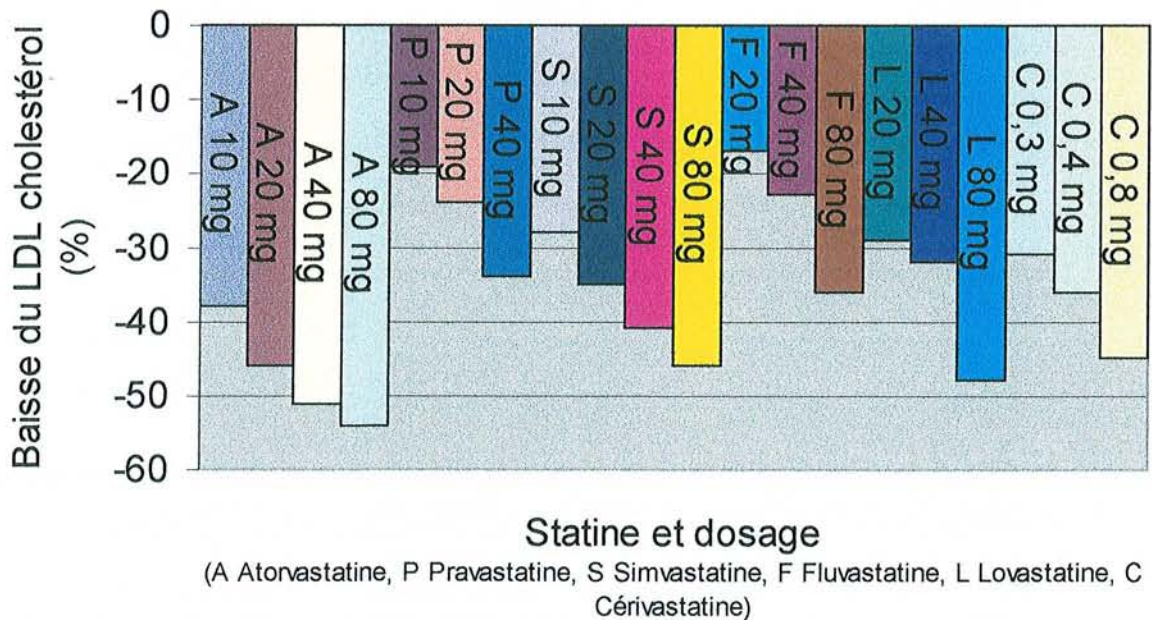 0
-10
-20
-30
-40
-50
-60
Baisse du LDL cholestérol
(%)
A 10 mg
A 20 mg
A 40 mg
A 80 mg
P 10 mg
P 20 mg
P 40 mg
S 10 mg
S 20 mg
S 40 mg
S 80 mg
F 20 mg
F 40 mg
F 80 mg
L 20 mg
L 40 mg
L 80 mg
C 0,3 mg
C 0,4 mg
C 0,8 mg
Statine et dosage
(A Atorvastatine, P Pravastatine, S Simvastatine, F Fluvastatine, L Lovastatine, C
Cérivastatine)